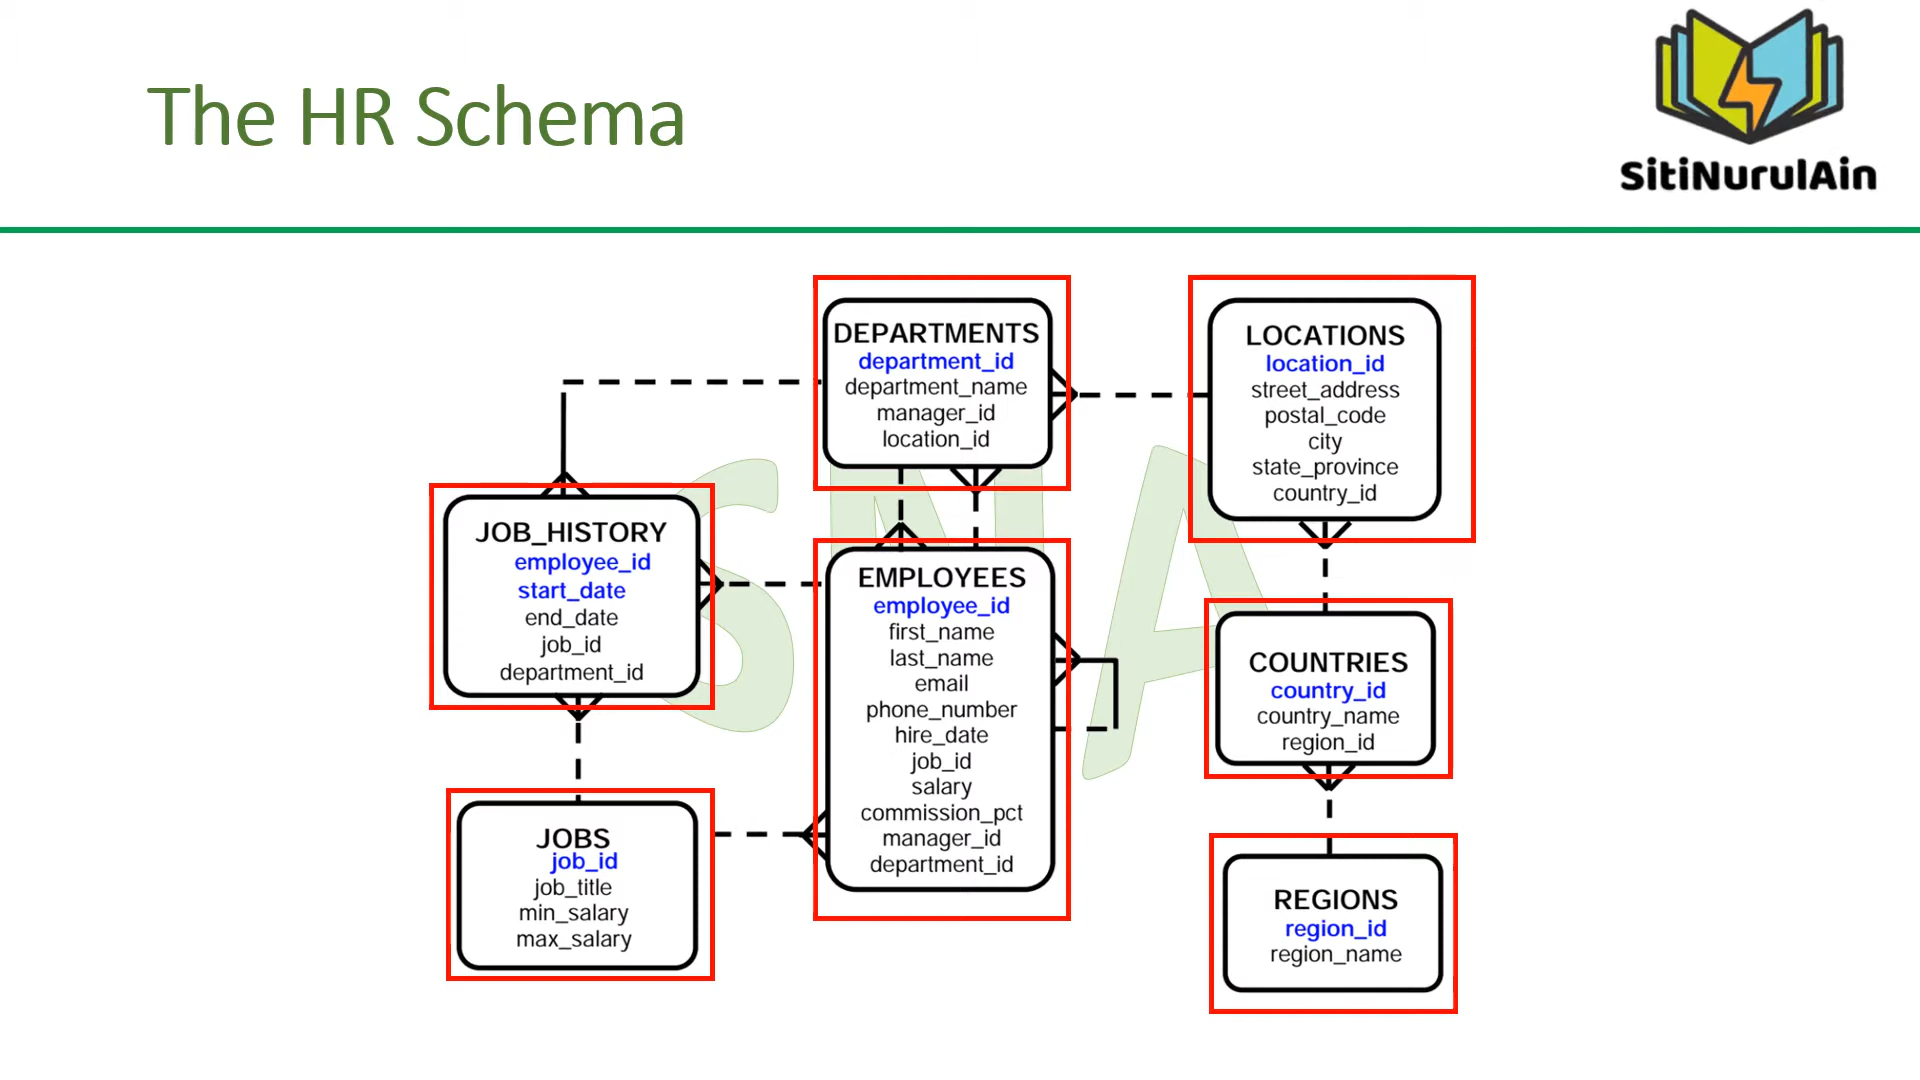 The HR Schema
SitiNurulAin
DEPARTMENTS
department_id
department_name
manager_id
location_id
LOCATIONS
location_id
street_address
postal_code
city
state_province
country_id
JOB_HISTORY
employee_id
start_date
end_date
job_id
department_id
EMPLOYEES
employee_id
first_name
last_name
email
phone_number
hire_date
job_id
salary
commission_pct
manager_id
department_id
COUNTRIES
country_id
country_name
region_id
JOBS
job_id
job_title
min_salary
max_salary
REGIONS
region_id
region_name
SNA